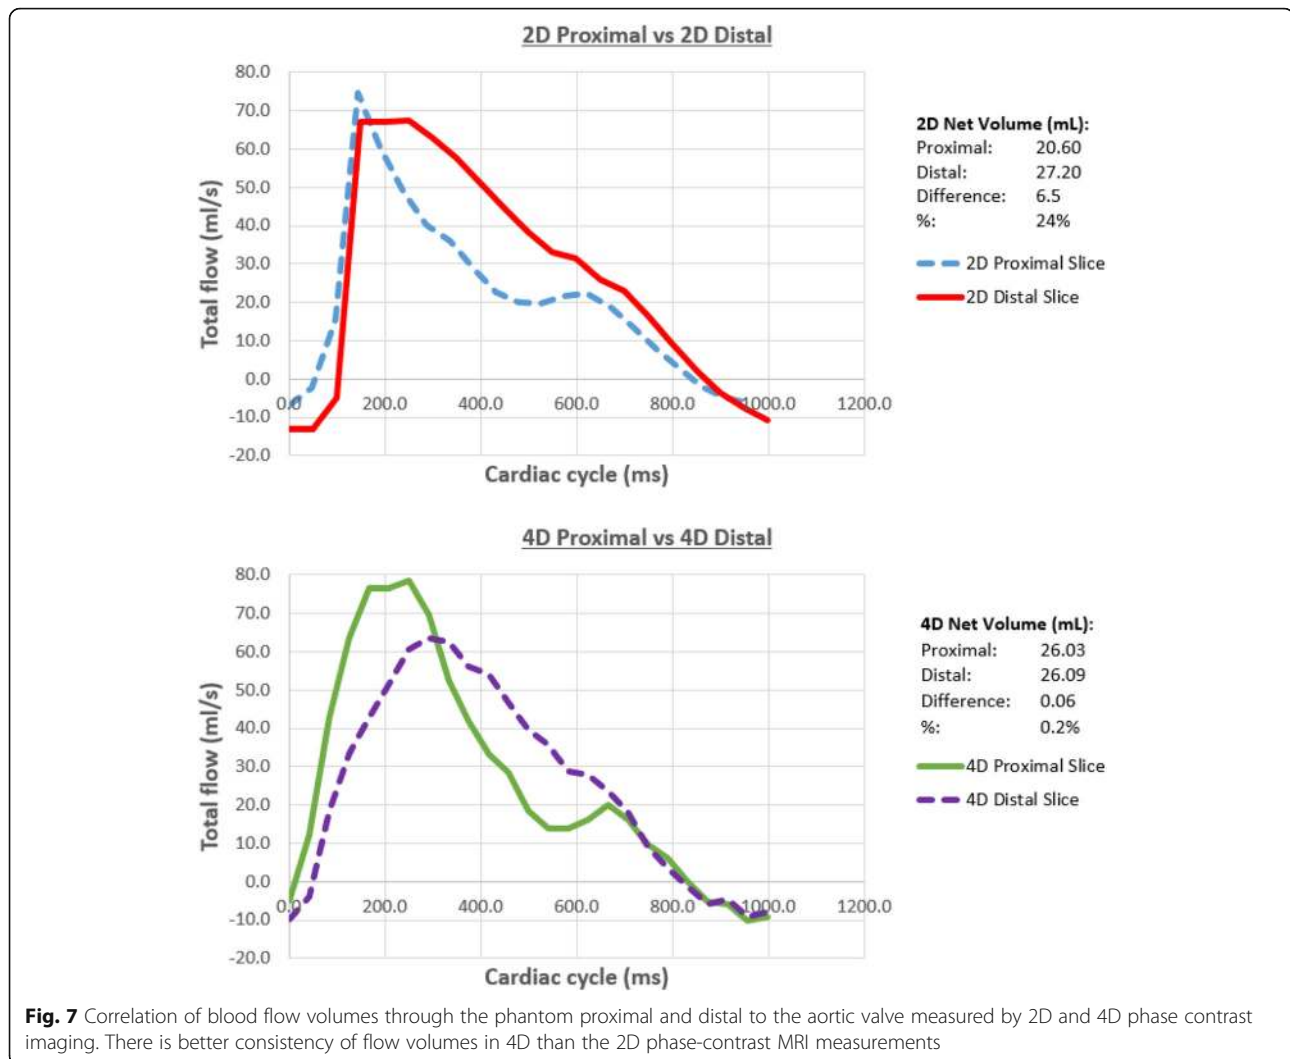 2D Proximal vs 2D Distal
80.0
70.0
60.0
50.0
40.0
30.0
20.0
10.0
0.0
-10.0
-20.0
Total flow (ml/s)
0.0 200.0 400.0 600.0 800.0 1000.0 1200.0
Cardiac cycle (ms)
2D Net Volume (mL):
Proximal: 20.60
Distal: 27.20
Difference: 6.5
%: 24%
2D Proximal Slice
2D Distal Slice
4D Proximal vs 4D Distal
80.0
70.0
60.0
50.0
40.0
30.0
20.0
10.0
0.0
-10.0
-20.0
Total flow (ml/s)
0.0 200.0 400.0 600.0 800.0 1000.0 1200.0
Cardiac cycle (ms)
4D Net Volume (mL):
Proximal: 26.03
Distal: 26.09
Difference: 0.06
%: 0.2%
4D Proximal Slice
4D Distal Slice
Fig. 7 Correlation of blood flow volumes through the phantom proximal and distal to the aortic valve measured by 2D and 4D phase contrast
imaging. There is better consistency of flow volumes in 4D than the 2D phase-contrast MRI measurements